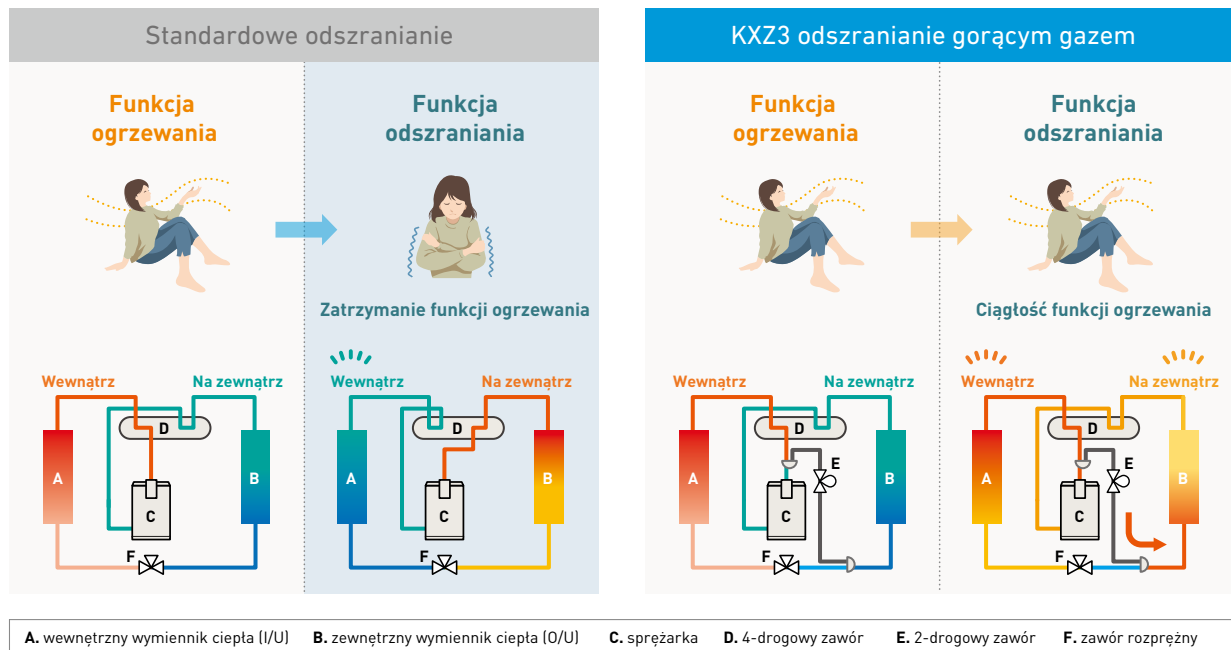 Standardowe odszranianie
Funkcja
ogrzewania
Funkcja
odszraniania
Zatrzymanie funkcji ogrzewania
Wewnątrz
Na zewnątrz
D
A
B
C
F
Wewnątrz
Na zewnątrz
D
A
B
C
F
KXZ3 odszranianie gorącym gazem
Funkcja
ogrzewania
Funkcja
odszraniania
Ciągłość funkcji ogrzewania
Wewnątrz
Na zewnątrz
D
E
A
B
C
F
Wewnątrz
Na zewnątrz
D
E
A
B
C
F
A. wewnętrzny wymiennik ciepła (I/U) B. zewnętrzny wymiennik ciepła (O/U) C. sprężarka D. 4-drogowy zawór E. 2-drogowy zawór F. zawór rozprężny